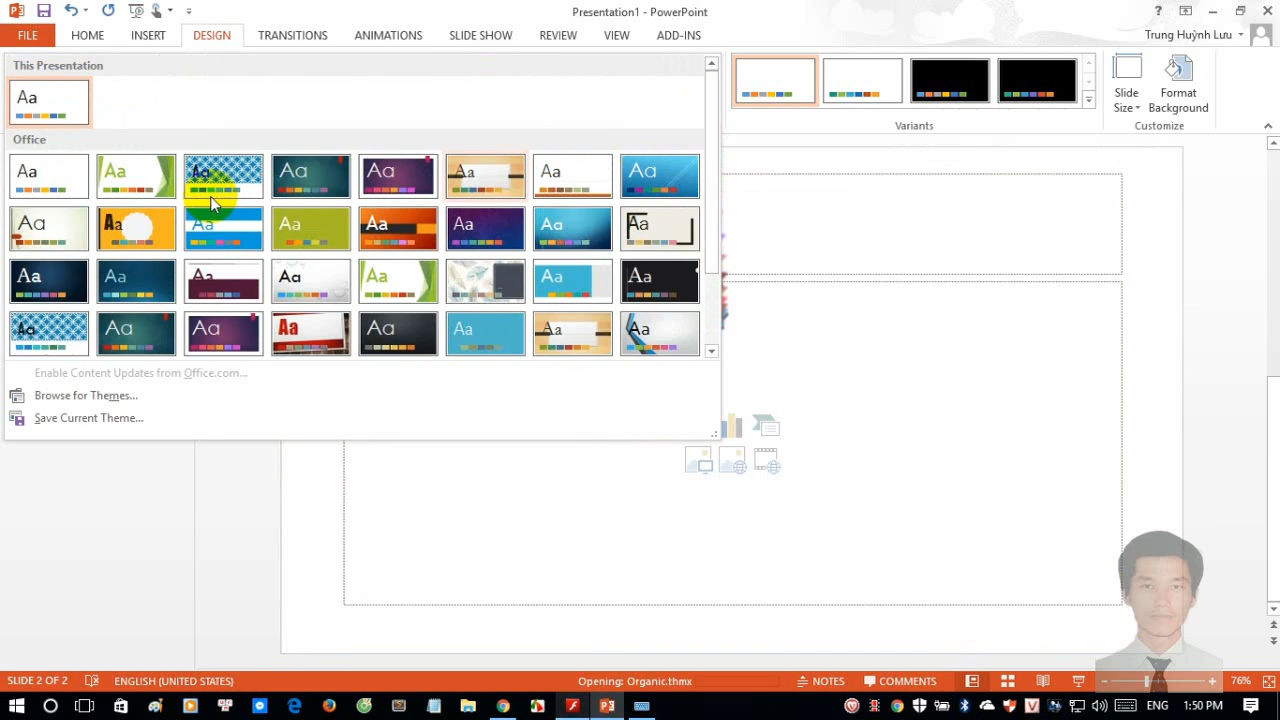 Presentation1 - PowerPoint
?
FILE HOME INSERT DESIGN TRANSITIONS ANIMATIONS SLIDE SHOW REVIEW VIEW ADD-INS
Trung Huỳnh Lưu
This Presentation
Aa
Office
Aa Aa Aa Aa Aa Aa Aa Aa
Aa Aa Aa Aa Aa Aa Aa Aa
Aa Aa Aa Aa Aa Aa Aa
Aa Aa Aa Aa Aa Aa Aa Aa
Enable Content Updates from Office.com...
Browse for Themes...
Save Current Theme...
Variants
Slide
Size
Format
Background
Customize
SLIDE 2 OF 2
ENGLISH (UNITED STATES)
Opening: Organic.thmx
NOTES
COMMENTS
76%
ENG
1:50 PM